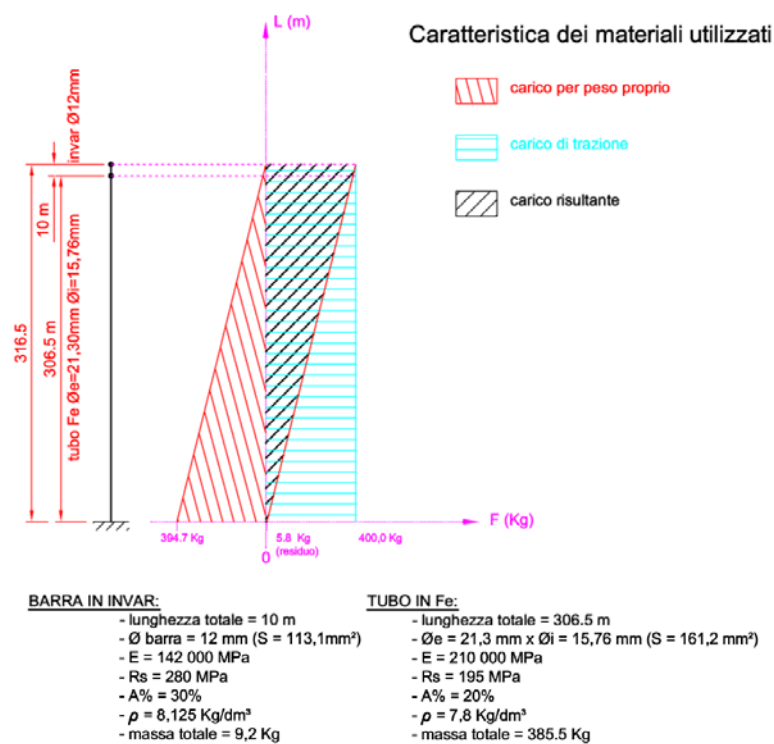 L (m)
Caratteristica dei materiali utilizzati
carico per peso proprio
carico di trazione
carico risultante
invar Ø12mm
10 m
316.5
306.5 m
tubo Fe Øe=21,30mm Øi=15,76mm
F (Kg)
394.7 Kg
5.8 Kg
400,0 Kg
0
(residuo)
BARRA IN INVAR:
- lunghezza totale = 10 m
- Ø barra = 12 mm (S = 113,1mm²)
- E = 142 000 MPa
- Rs = 280 MPa
- A% = 30%
- ρ = 8,125 Kg/dm³
- massa totale = 9,2 Kg
TUBO IN Fe:
- lunghezza totale = 306.5 m
- Øe = 21,3 mm x Øi = 15,76 mm (S = 161,2 mm²)
- E = 210 000 MPa
- Rs = 195 MPa
- A% = 20%
- ρ = 7,8 Kg/dm³
- massa totale = 385.5 Kg